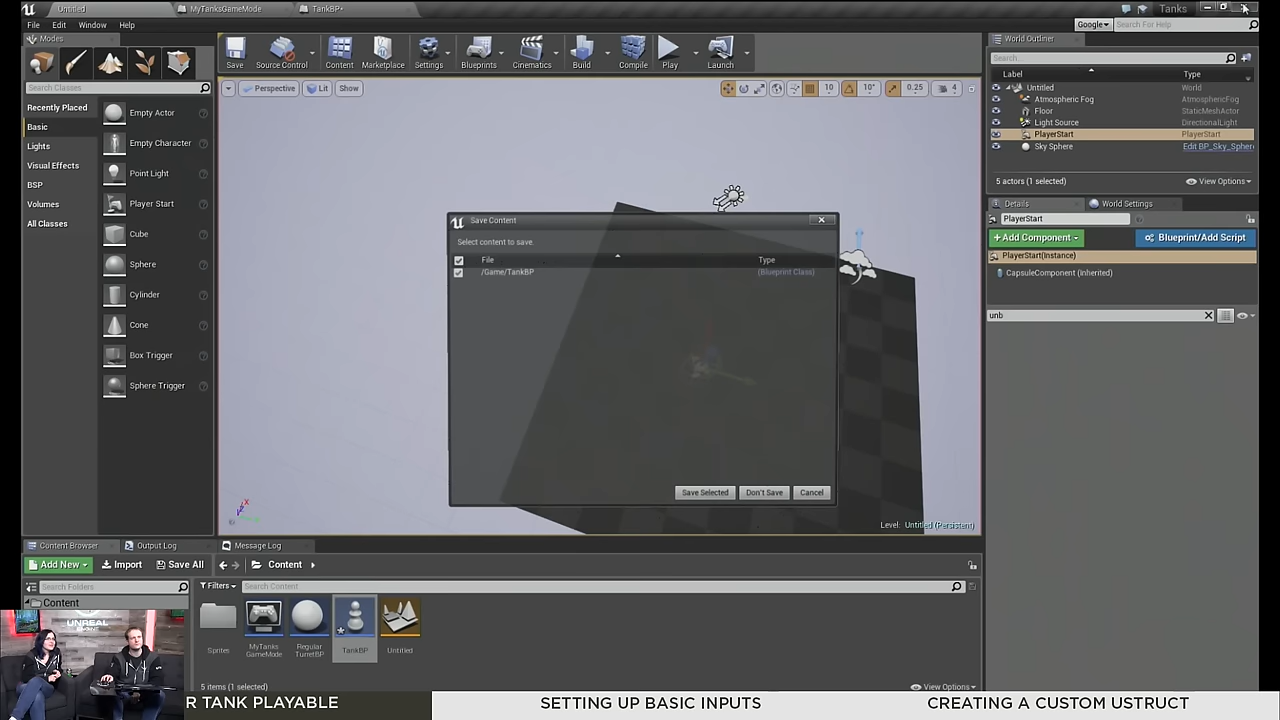 Untitled
MyTanksGameMode
TankBP•
Tanks
File
Edit
Window
Help
Google
Search For Help
Modes
Search Classes
Recently Placed
Basic
Lights
Visual Effects
BSP
Volumes
All Classes
Empty Actor
Empty Character
Point Light
Player Start
Cube
Sphere
Cylinder
Cone
Box Trigger
Sphere Trigger
Save
Source Control
Content
Marketplace
Settings
Blueprints
Cinematics
Build
Compile
Play
Launch
Perspective
Lit
Show
10
10°
0.25
4
Save Content
Select content to save.
File
Type
/Game/TankBP
(Blueprint Class)
Save Selected
Don't Save
Cancel
Level: Untitled (Persistent)
World Outliner
Search...
Label
Type
Untitled
World
Atmospheric Fog
AtmosphericFog
Floor
StaticMeshActor
Light Source
DirectionalLight
PlayerStart
PlayerStart
Sky Sphere
Edit BP_Sky_Sphere
5 actors (1 selected)
View Options
Details
World Settings
PlayerStart
+Add Component
Blueprint/Add Script
PlayerStart(Instance)
CapsuleComponent (Inherited)
unb
Content Browser
Output Log
Message Log
Add New
Import
Save All
Content
Search Folders
Filters
Search Content
Content
Sprites
MyTanks
GameMode
Regular
TurretBP
TankBP
Untitled
5 items (1 selected)
View Options
UNREAL
R TANK PLAYABLE
SETTING UP BASIC INPUTS
CREATING A CUSTOM USTRUCT